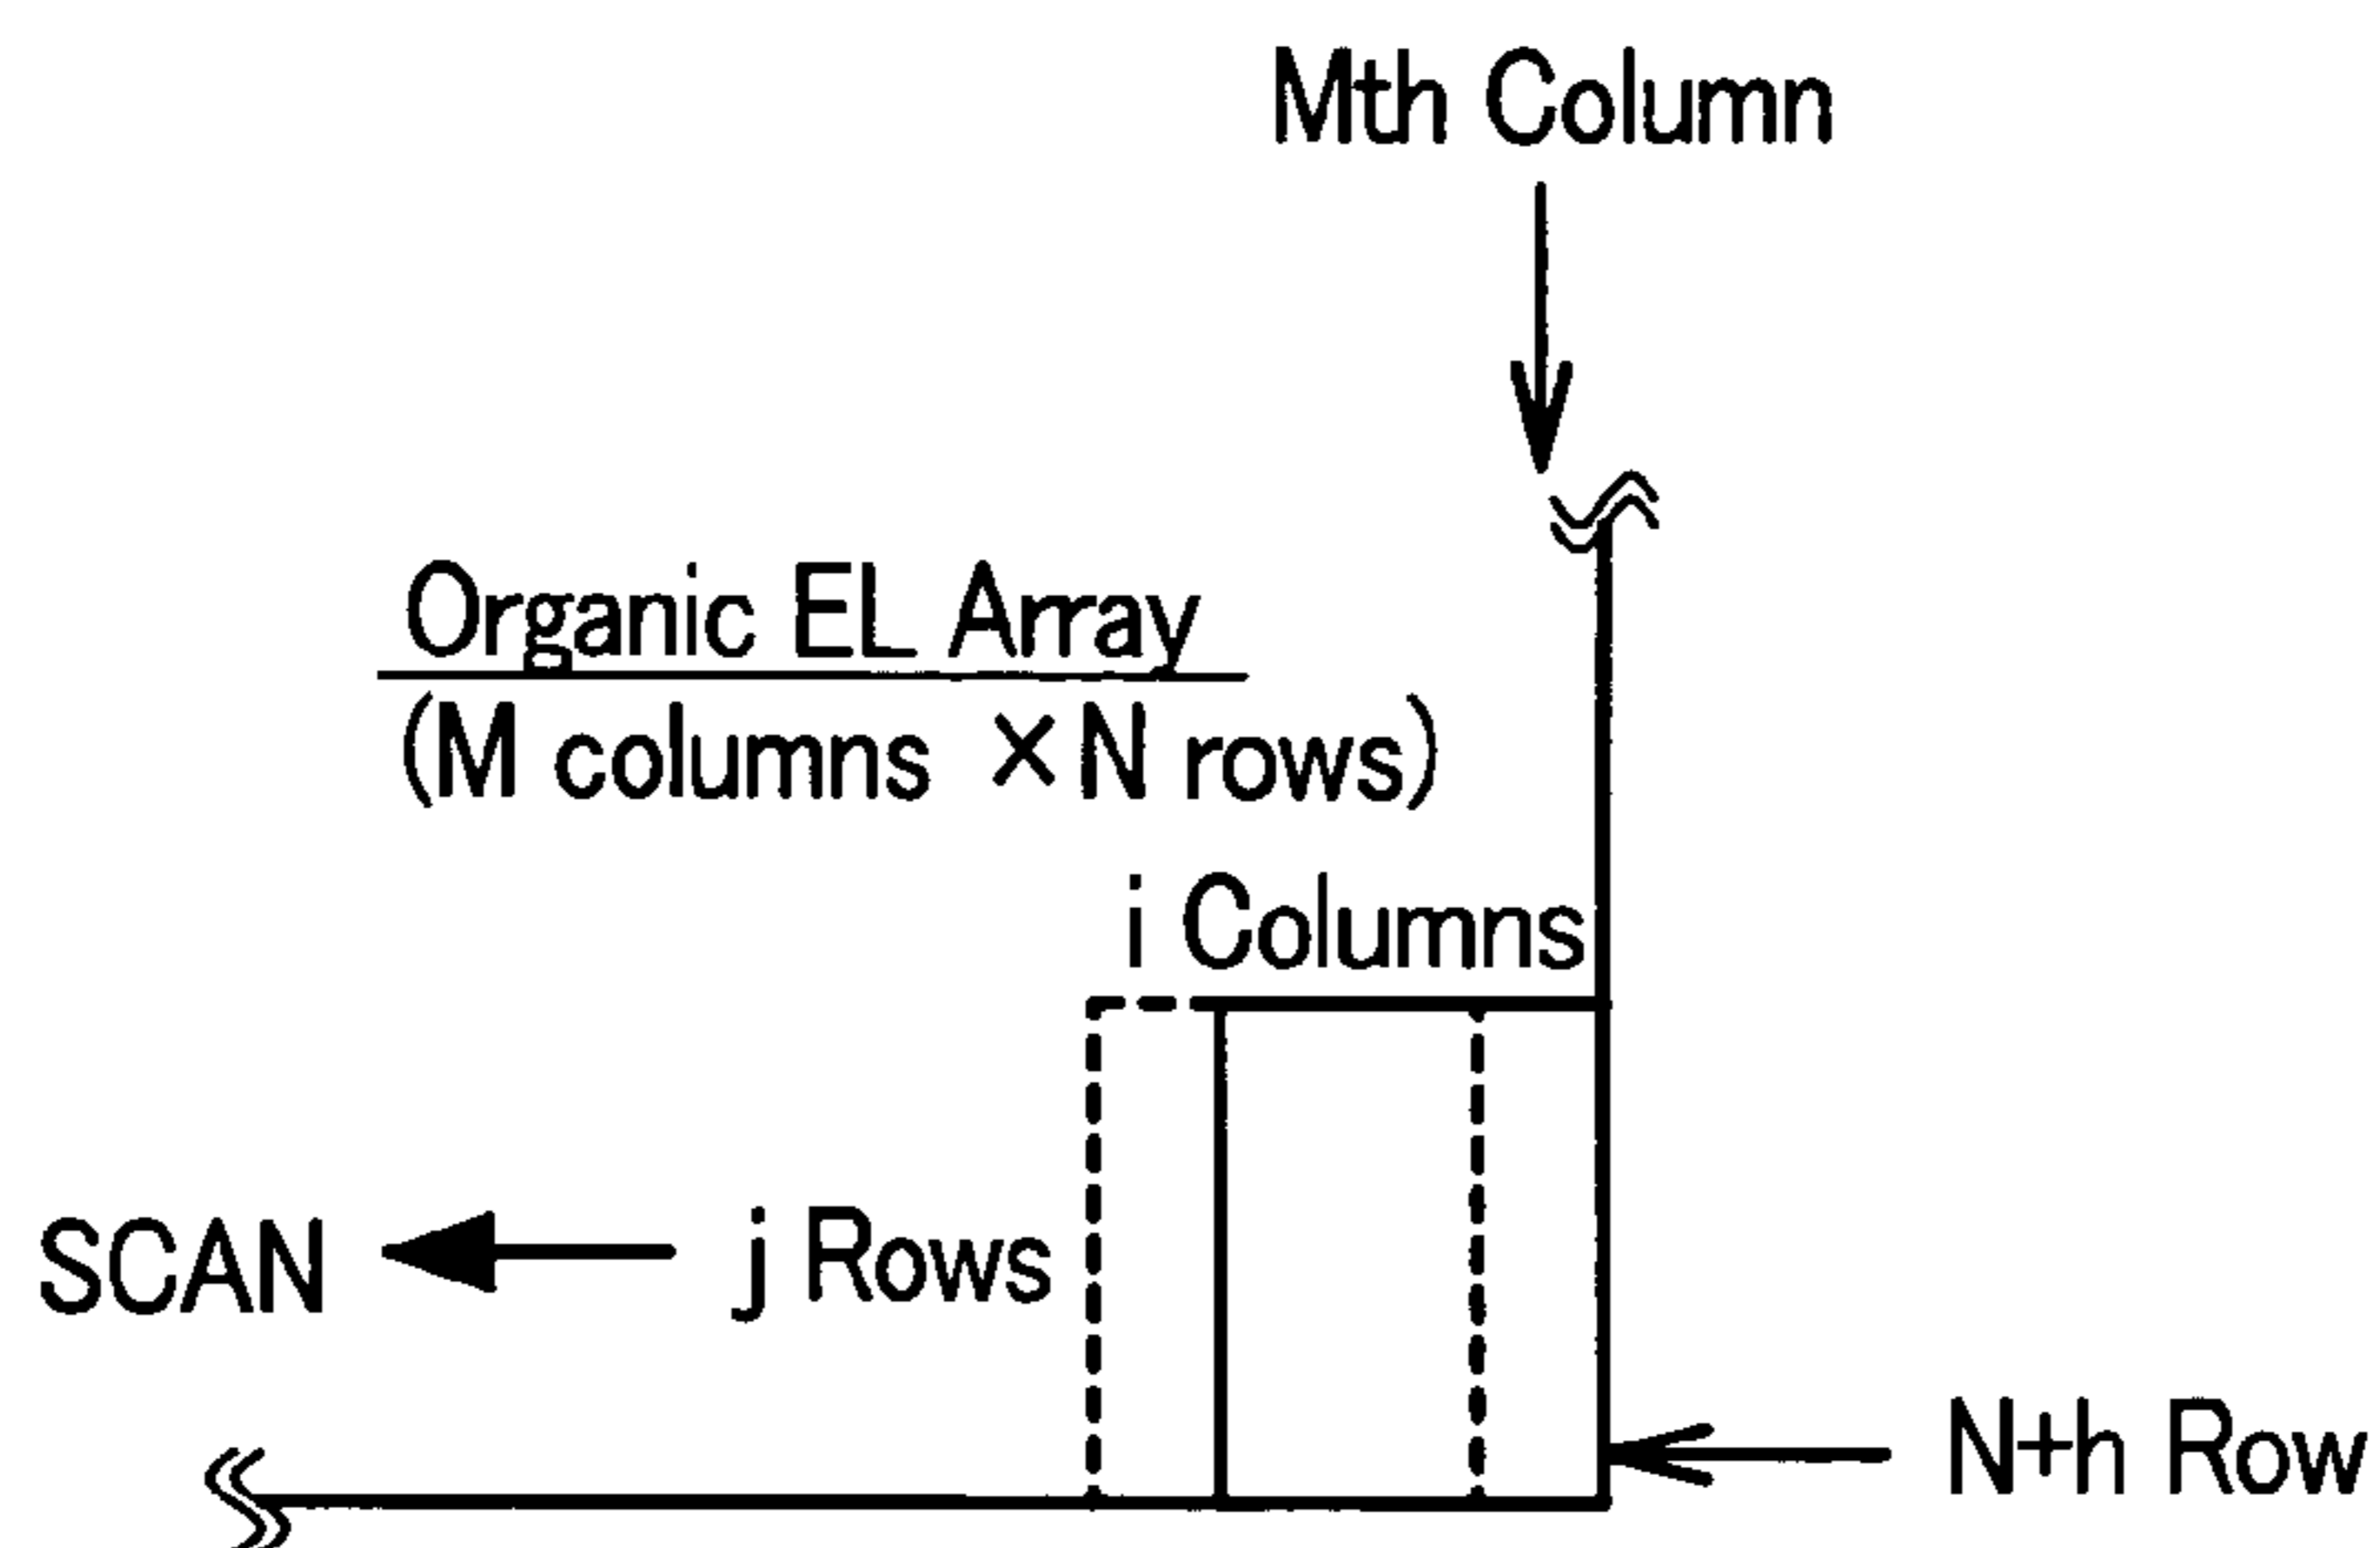 Mth Column
Organic EL Array
(M columns ×N rows)
i Columns
SCAN
j Rows
N+h Row